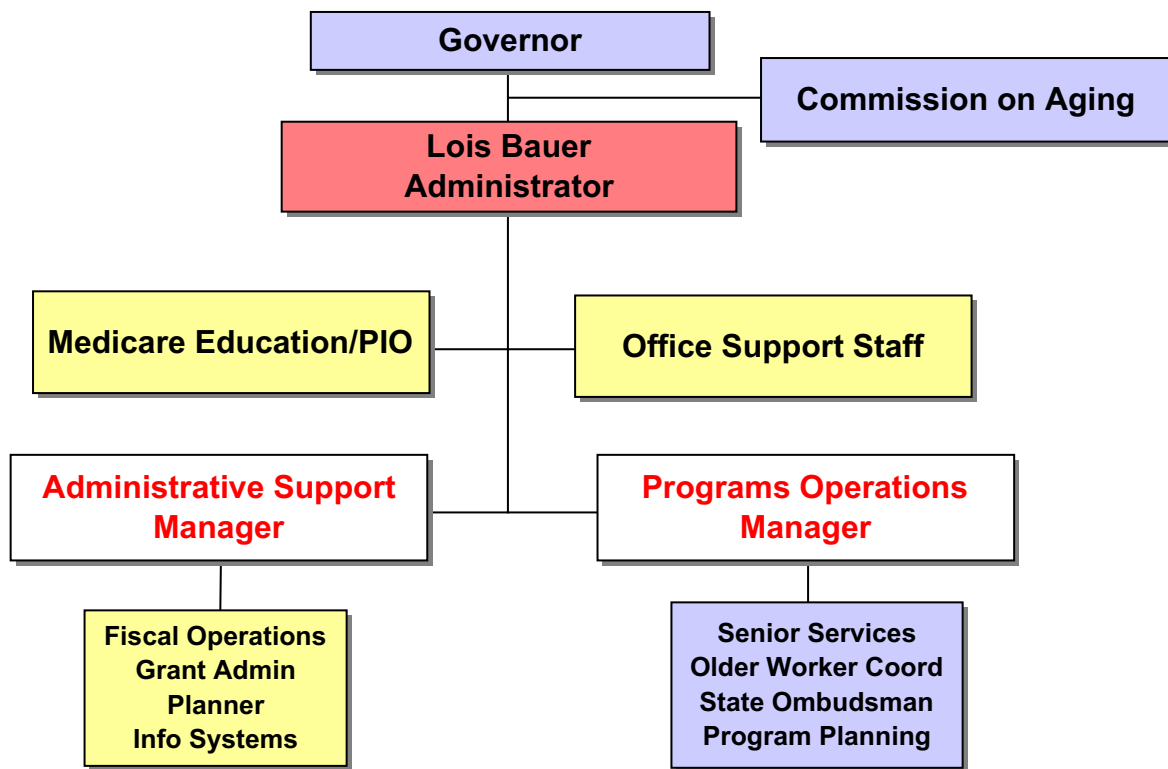 Governor
Commission on Aging
Lois Bauer
Administrator
Medicare Education/PIO
Office Support Staff
Administrative Support
Manager
Programs Operations
Manager
Fiscal Operations
Grant Admin
Planner
Info Systems
Senior Services
Older Worker Coord
State Ombudsman
Program Planning